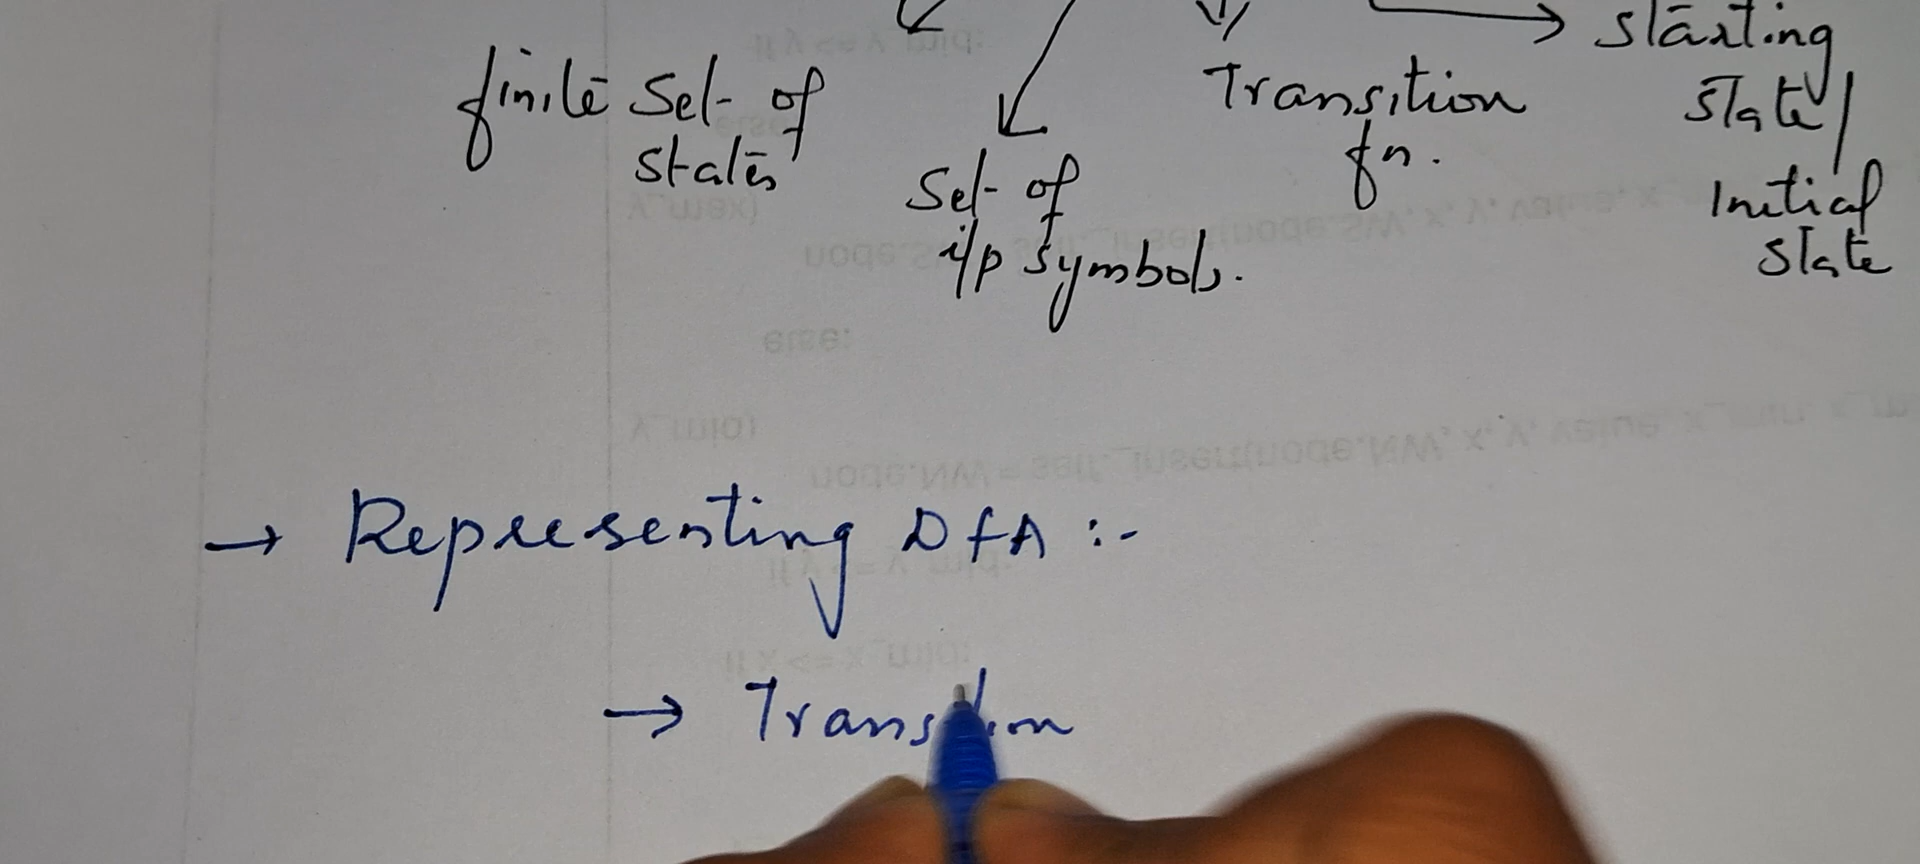 finite set of
states
set of
i/p symbols.
Transition
fn.
starting
state/
Initial
state
→ Representing DFA :-
→ Transition